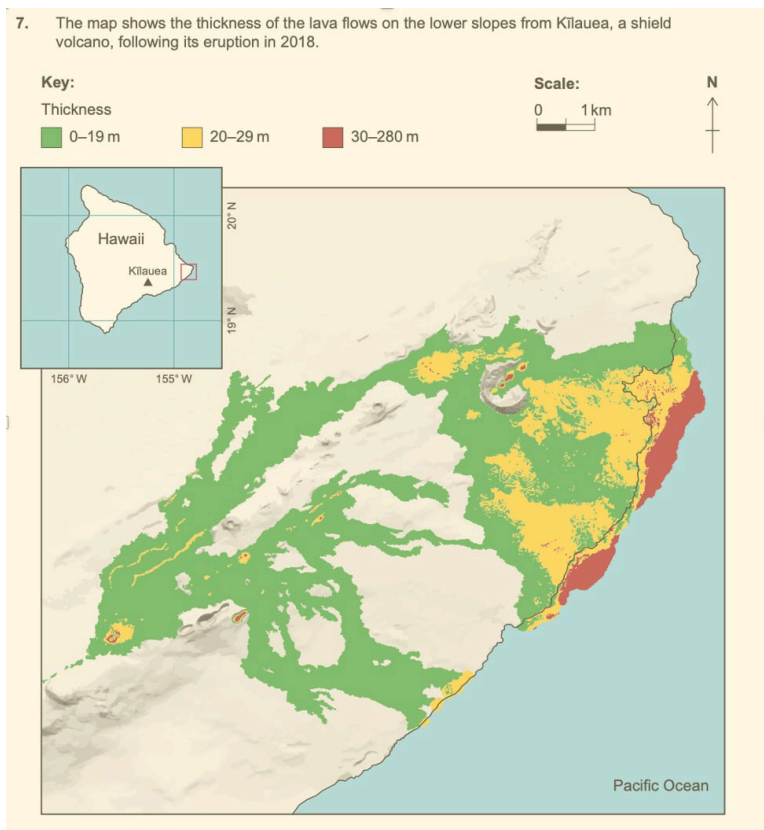 7. The map shows the thickness of the lava flows on the lower slopes from Kīlauea, a shield
volcano, following its eruption in 2018.
Key:
Scale:
N
Thickness
0 1 km
0–19 m
20–29 m
30–280 m
Hawaii
Kīlauea
20° N
19° N
156° W
155° W
Pacific Ocean